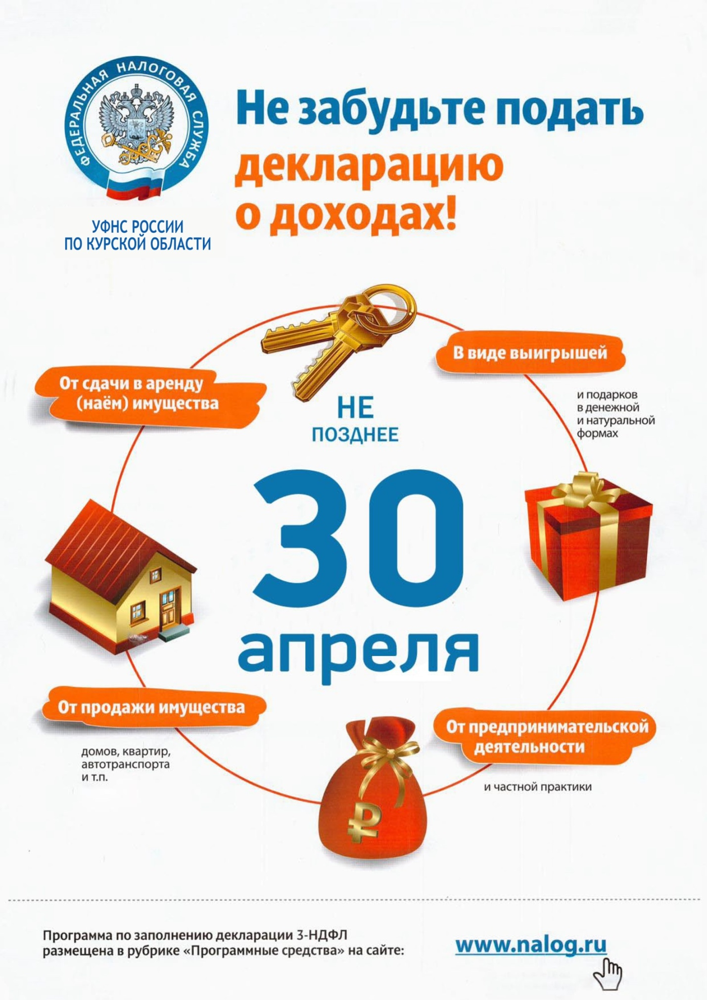 ФЕДЕРАЛЬНАЯ НАЛОГОВАЯ СЛУЖБА
УФНС РОССИИ
ПО КУРСКОЙ ОБЛАСТИ
Не забудьте подать
декларацию
о доходах!
В виде выигрышей
и подарков
в денежной
и натуральной
формах
От сдачи в аренду
(наём) имущества
НЕ
ПОЗДНЕЕ
30
апреля
От продажи имущества
домов, квартир,
автотранспорта
и т.п.
От предпринимательской
деятельности
и частной практики
₽
Программа по заполнению декларации 3-НДФЛ
размещена в рубрике «Программные средства» на сайте:
www.nalog.ru